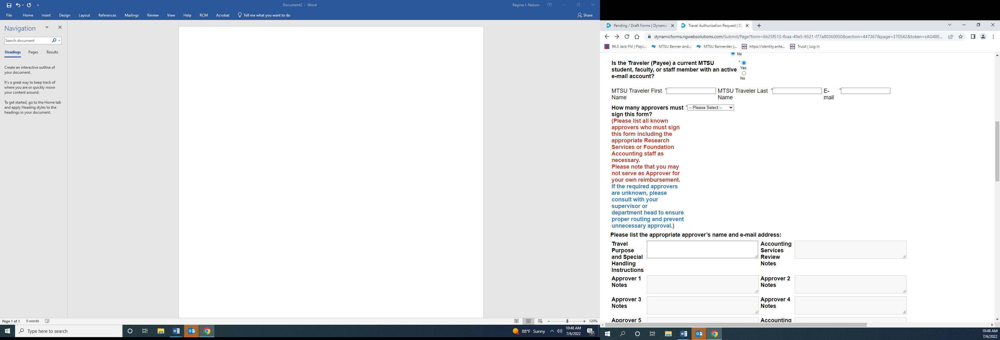 Document2 - Word
Regina J. Nelson
File Home Insert Design Layout References Mailings Review View Help RCM Acrobat Tell me what you want to do
Share
Navigation
Search document
Headings Pages Results
Create an interactive outline of
your document.
It's a great way to keep track of
where you are or quickly move
your content around.
To get started, go to the Home tab
and apply Heading styles to the
headings in your document.
Page 1 of 1 0 words
120%
Type here to search
88°F Sunny
10:48 AM
7/6/2022
17
Pending / Draft Forms | Dynamic
Travel Authorization Request | Dy
dynamicforms.ngwebsolutions.com/Submit/Page?form=6b25f513-fbaa-49e5-9521-f77a80360050&section=447367&page=370542&token=cAG48E...
96.3 Jack FM | Playi... MTSU Banner and... MTSU Bannerdev |... https://identity.ente... Truist | Log in
No
Is the Traveler (Payee) a current MTSU
student, faculty, or staff member with an active
e-mail account?
*
Yes
No
MTSU Traveler First
Name
*
MTSU Traveler Last
Name
*
E-
mail
*
How many approvers must
sign this form?
* -- Please Select --
(Please list all known
approvers who must sign
this form including the
appropriate Research
Services or Foundation
Accounting staff as
necessary.
Please note that you may
not serve as Approver for
your own reimbursement.
If the required approvers
are unknown, please
consult with your
supervisor or
department head to ensure
proper routing and prevent
unnecessary approval.)
Please list the appropriate approver’s name and e-mail address:
Travel
Purpose
and Special
Handling
Instructions
Accounting
Services
Review
Notes
Approver 1
Notes
Approver 2
Notes
Approver 3
Notes
Approver 4
Notes
Approver 5
Accounting
10:48 AM
7/6/2022